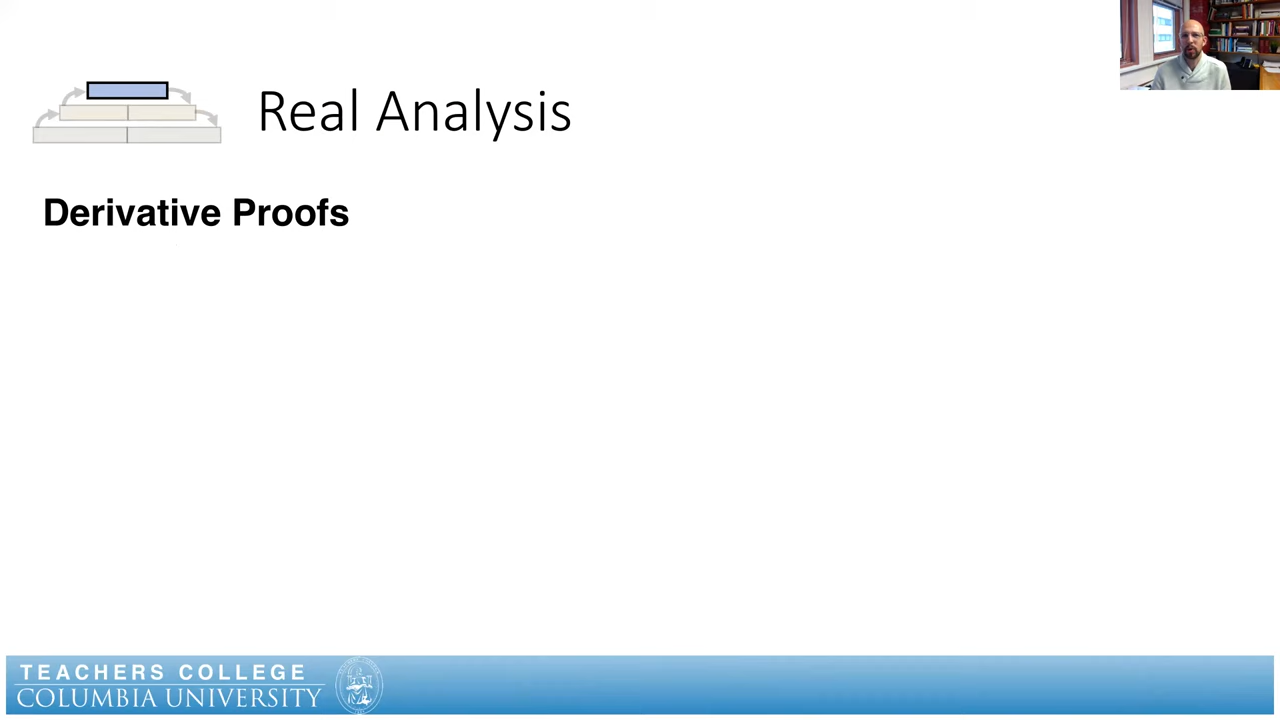 Real Analysis
Derivative Proofs
TEACHERS COLLEGE
COLUMBIA UNIVERSITY